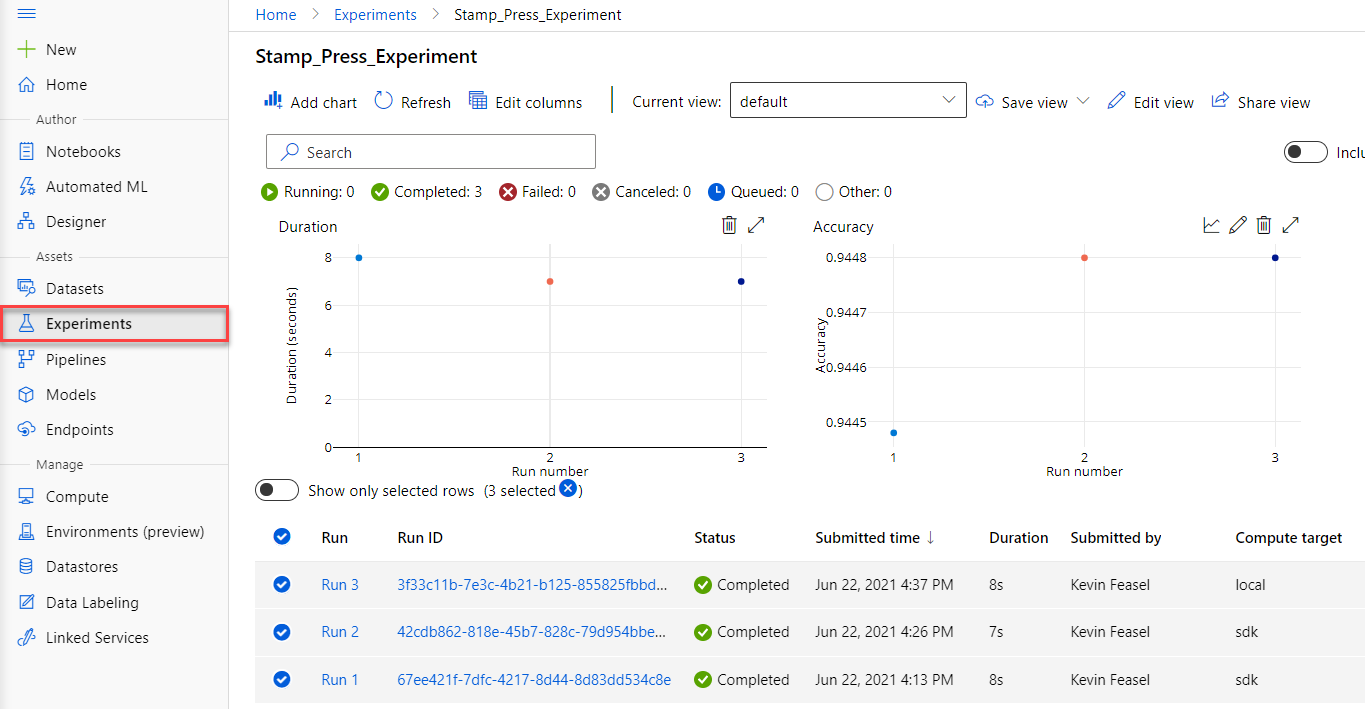 Home > Experiments > Stamp_Press_Experiment
New
Home
Author
Notebooks
Automated ML
Designer
Assets
Datasets
Experiments
Pipelines
Models
Endpoints
Manage
Compute
Environments (preview)
Datastores
Data Labeling
Linked Services
Stamp_Press_Experiment
Add chart Refresh Edit columns Current view: default Save view Edit view Share view
Search Inclu
Running: 0 Completed: 3 Failed: 0 Canceled: 0 Queued: 0 Other: 0
Duration
8
6
4
2
0
Duration (seconds)
1 2 3
Run number
Accuracy
0.9448
0.9447
0.9446
0.9445
Accuracy
1 2 3
Run number
Show only selected rows (3 selected )
Run Run ID Status Submitted time ↓ Duration Submitted by Compute target
Run 3 3f33c11b-7e3c-4b21-b125-855825fbbd... Completed Jun 22, 2021 4:37 PM 8s Kevin Feasel local
Run 2 42cdb862-818e-45b7-828c-79d954bbe... Completed Jun 22, 2021 4:26 PM 7s Kevin Feasel sdk
Run 1 67ee421f-7dfc-4217-8d44-8d83dd534c8e Completed Jun 22, 2021 4:13 PM 8s Kevin Feasel sdk